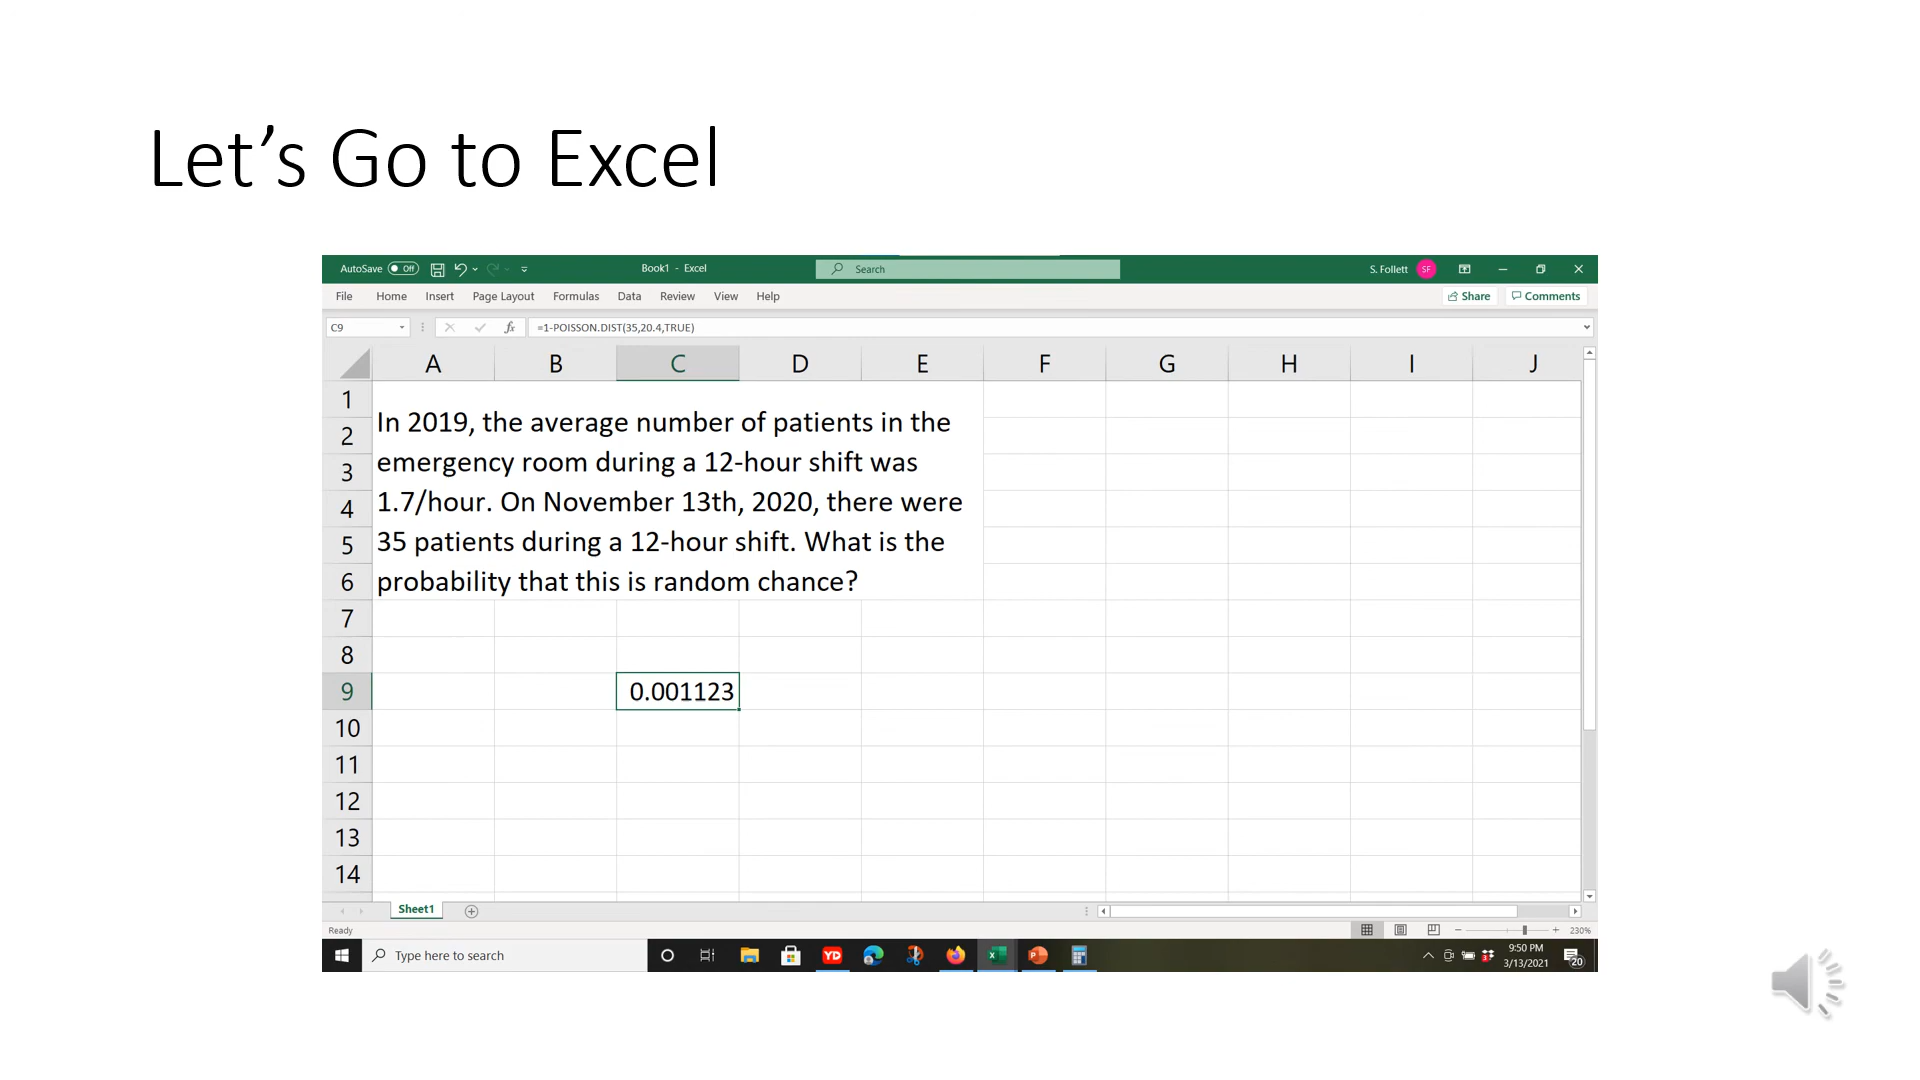 Let’s Go to Excel
AutoSave Off Book1 - Excel Search S. Follett SF
File Home Insert Page Layout Formulas Data Review View Help Share Comments
C9 fx =1-POISSON.DIST(35,20.4,TRUE)
A B C D E F G H I J
1
In 2019, the average number of patients in the
2
emergency room during a 12-hour shift was
3
1.7/hour. On November 13th, 2020, there were
4
35 patients during a 12-hour shift. What is the
5
probability that this is random chance?
6
7
8
9 0.001123
10
11
12
13
14
Sheet1
Ready 230%
Type here to search YD 9:50 PM
3/13/2021 20